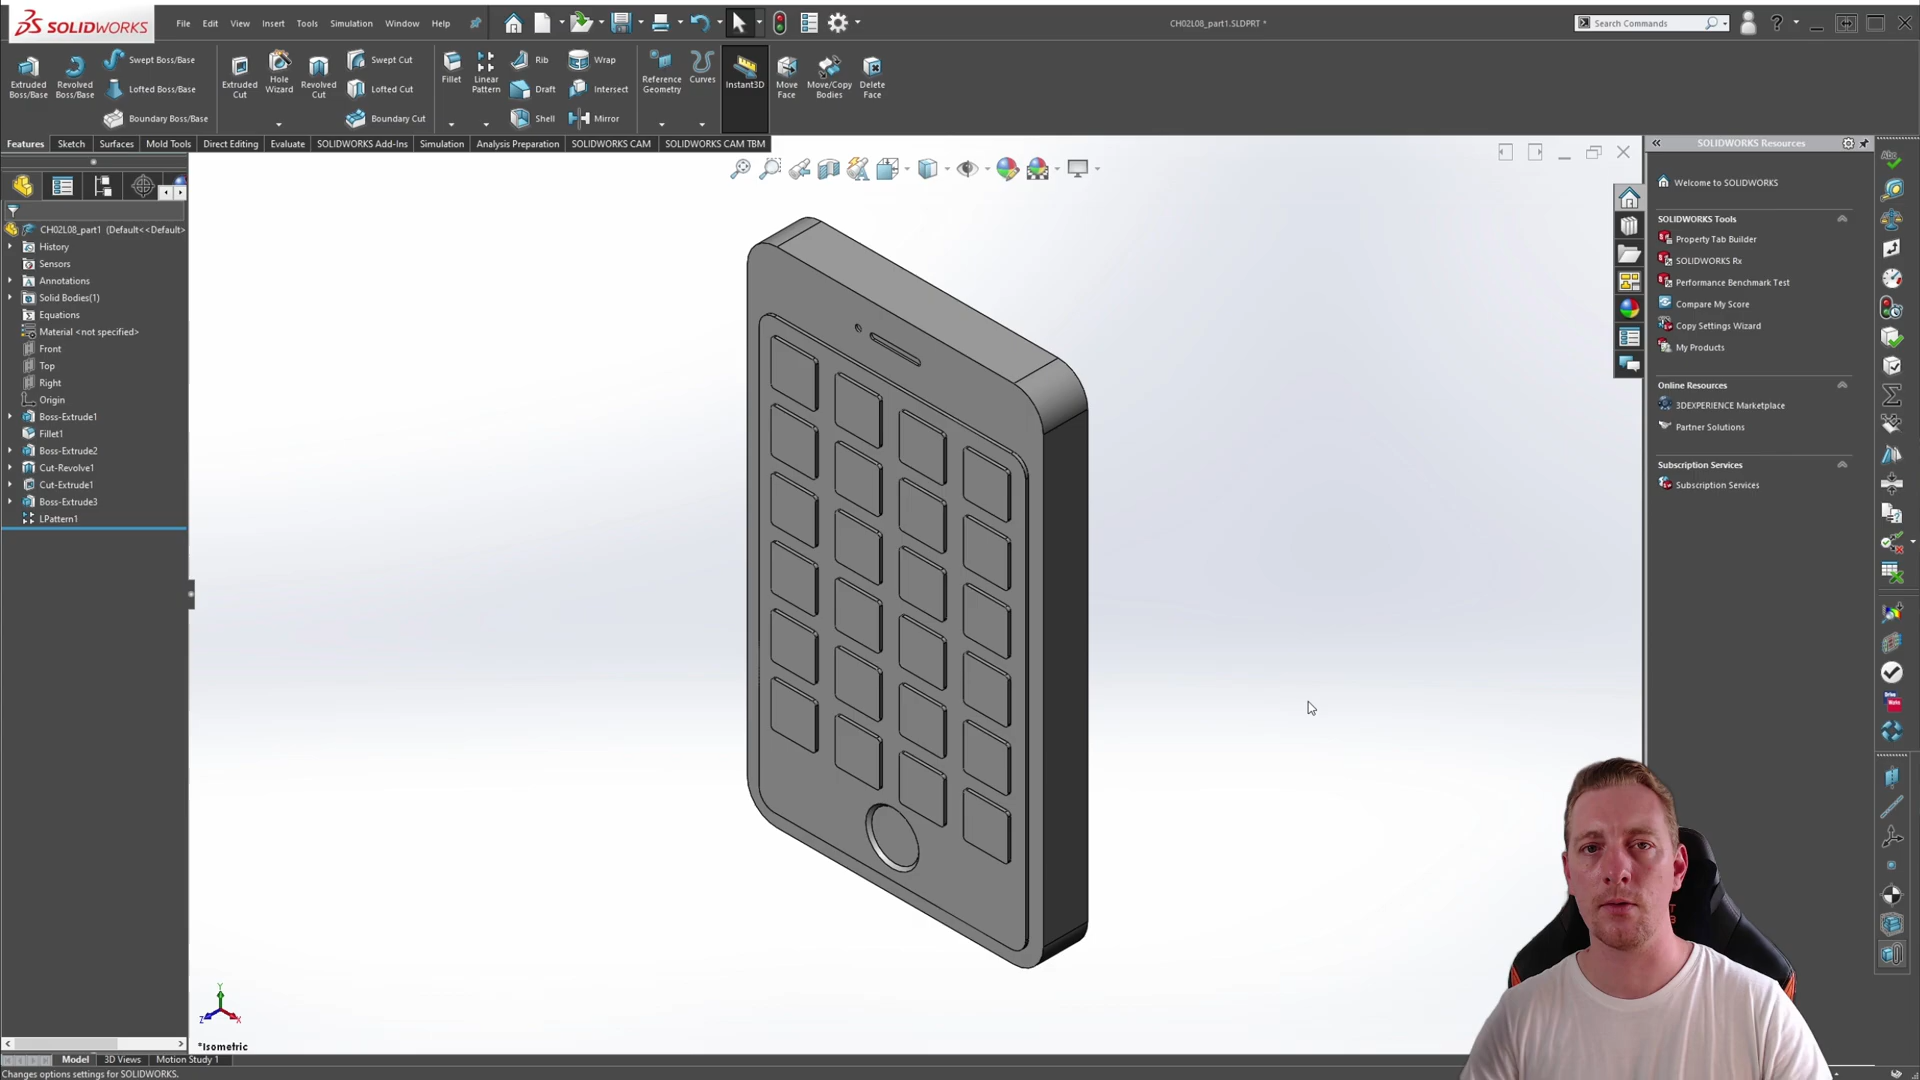 SOLIDWORKS File Edit View Insert Tools Simulation Window Help CH02L08_part1.SLDPRT * Search Commands
Extruded Boss/Base
Revolved Boss/Base
Swept Boss/Base
Lofted Boss/Base
Boundary Boss/Base
Extruded Cut
Hole Wizard
Revolved Cut
Swept Cut
Lofted Cut
Boundary Cut
Fillet
Linear Pattern
Rib
Draft
Shell
Wrap
Intersect
Mirror
Reference Geometry
Curves
Instant3D
Move Face
Move/Copy Bodies
Delete Face
Features Sketch Surfaces Mold Tools Direct Editing Evaluate SOLIDWORKS Add-Ins Simulation Analysis Preparation SOLIDWORKS CAM SOLIDWORKS CAM TBM
CH02L08_part1 (Default<<Default>
History
Sensors
Annotations
Solid Bodies(1)
Equations
Material <not specified>
Front
Top
Right
Origin
Boss-Extrude1
Fillet1
Boss-Extrude2
Cut-Revolve1
Cut-Extrude1
Boss-Extrude3
LPattern1
Y
Z X
*Isometric
SOLIDWORKS Resources
Welcome to SOLIDWORKS
SOLIDWORKS Tools
Property Tab Builder
SOLIDWORKS Rx
Performance Benchmark Test
Compare My Score
Copy Settings Wizard
My Products
Online Resources
3DEXPERIENCE Marketplace
Partner Solutions
Subscription Services
Subscription Services
Model 3D Views Motion Study 1
Changes options settings for SOLIDWORKS.